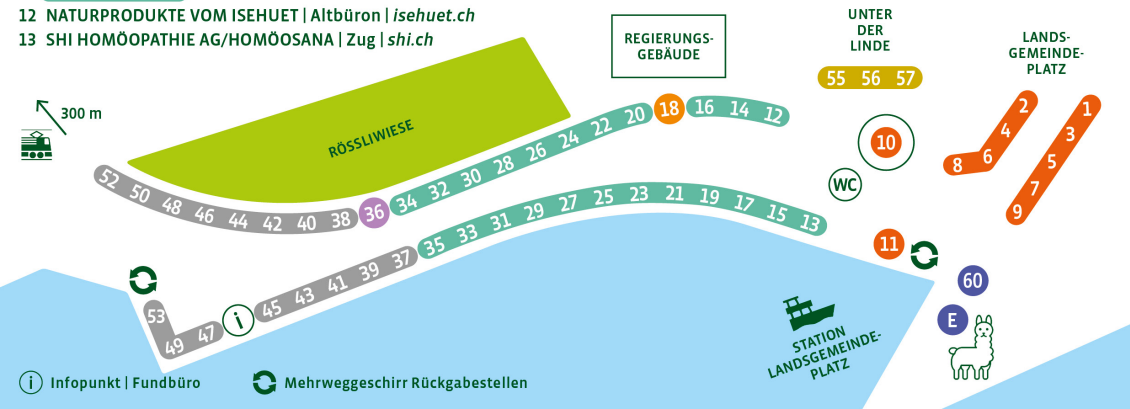 12 NATURPRODUKTE VOM ISEHUET | Altbüron | isehuet.ch
13 SHI HOMÖOPATHIE AG/HOMÖOSANA | Zug | shi.ch
REGIERUNGS-
GEBÄUDE
UNTER
DER
LINDE
LANDS-
GEMEINDE-
PLATZ
55 56 57
300 m
RÖSSLIWIESE
52 50 48 46 44 42 40 38 36 34 32 30 28 26 24 22 20 18 16 14 12
10
2
4
6
8
1
3
5
7
9
WC
53
49 47 i 45 43 41 39 37 35 33 31 29 27 25 23 21 19 17 15 13
11
60
E
STATION
LANDSGEMEINDE-
PLATZ
i Infopunkt | Fundbüro
Mehrweggeschirr Rückgabestellen